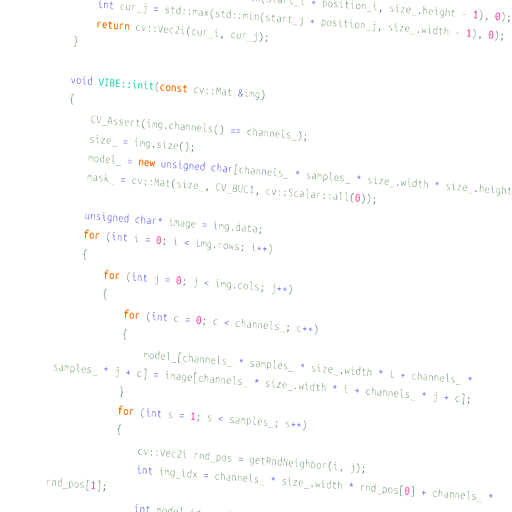 int cur_j = std::max(std::min(start_j + position_j, size_.width - 1), 0);
return cv::Vec2i(cur_i, cur_j);
}
void VIBE::init(const cv::Mat &img)
{
CV_Assert(img.channels() == channels_);
size_ = img.size();
model_ = new unsigned char[channels_ * samples_ * size_.width * size_.height
mask_ = cv::Mat(size_, CV_8UC1, cv::Scalar::all(0));
unsigned char* image = img.data;
for (int i = 0; i < img.rows; i++)
{
for (int j = 0; j < img.cols; j++)
{
for (int c = 0; c < channels_; c++)
{
model_[channels_ * samples_ * size_.width * i + channels_ *
samples_ * j + c] = image[channels_ * size_.width * i + channels_ * j + c];
}
for (int s = 1; s < samples_; s++)
{
cv::Vec2i rnd_pos = getRndNeighbor(i, j);
int img_idx = channels_ * size_.width * rnd_pos[0] + channels_ *
rnd_pos[1];